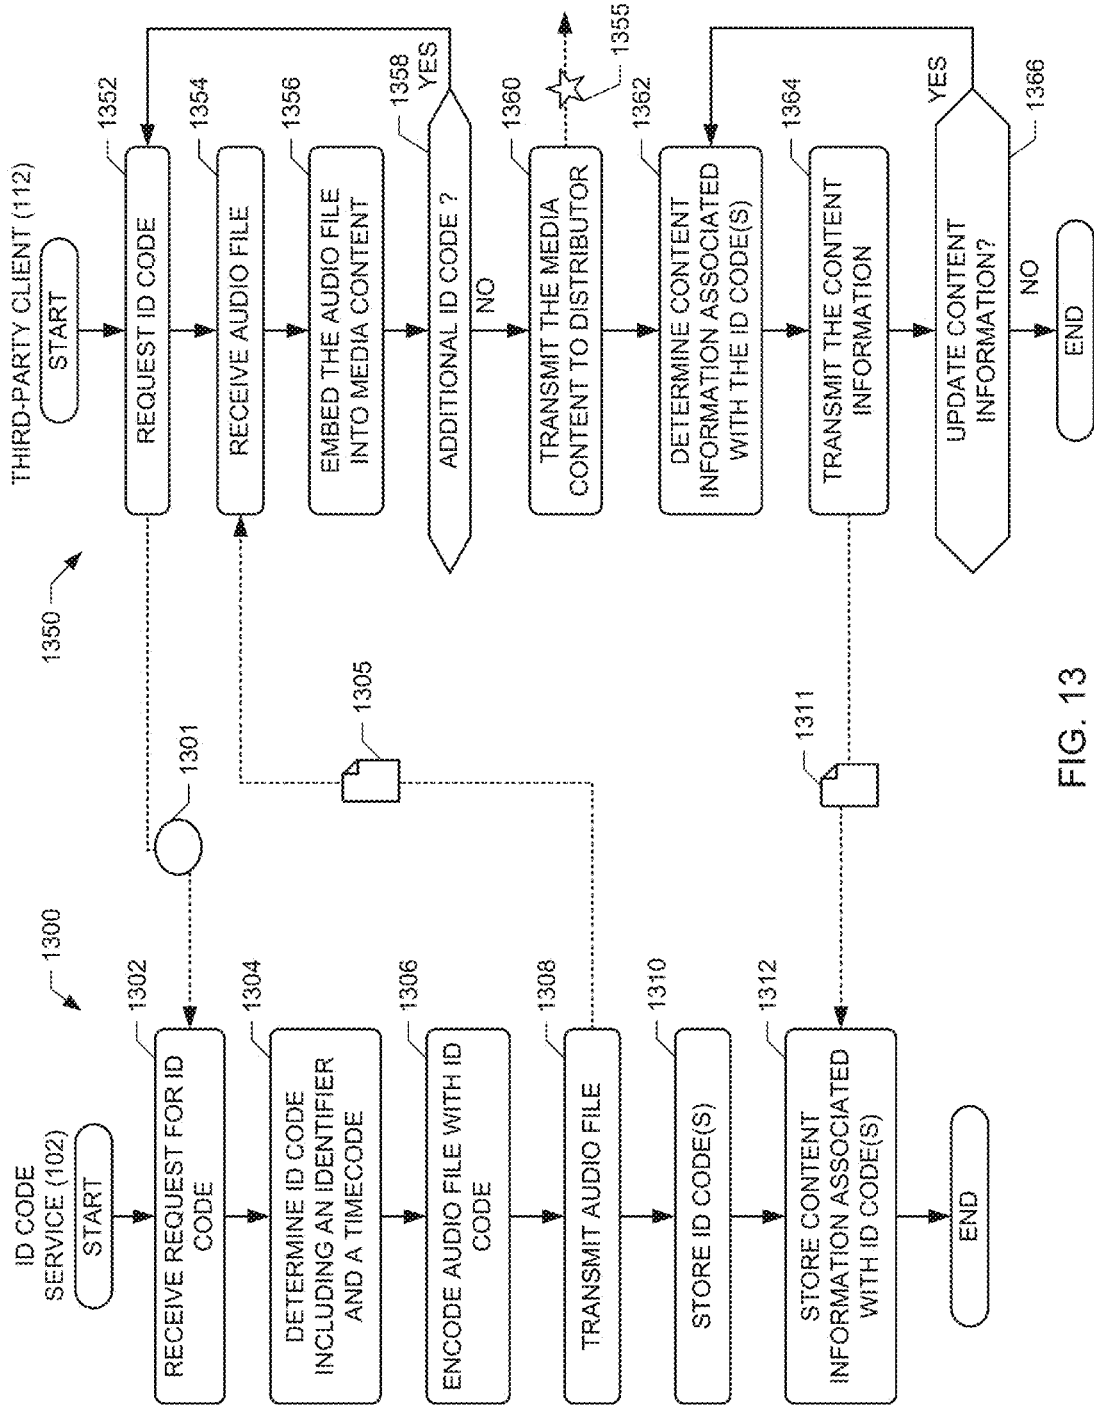 ID CODE
SERVICE (102)
START
1300
1302
RECEIVE REQUEST FOR ID
CODE
1304
DETERMINE ID CODE
INCLUDING AN IDENTIFIER
AND A TIMECODE
1306
ENCODE AUDIO FILE WITH ID
CODE
1308
TRANSMIT AUDIO FILE
1310
STORE ID CODE(S)
1312
STORE CONTENT
INFORMATION ASSOCIATED
WITH ID CODE(S)
END
1301
1305
1311
THIRD-PARTY CLIENT (112)
START
1350
1352
REQUEST ID CODE
1354
RECEIVE AUDIO FILE
1356
EMBED THE AUDIO FILE
INTO MEDIA CONTENT
1358
ADDITIONAL ID CODE ?
YES
NO
1360
TRANSMIT THE MEDIA
CONTENT TO DISTRIBUTOR
1355
1362
DETERMINE CONTENT
INFORMATION ASSOCIATED
WITH THE ID CODE(S)
1364
TRANSMIT THE CONTENT
INFORMATION
UPDATE CONTENT
INFORMATION?
YES
1366
NO
END
FIG. 13